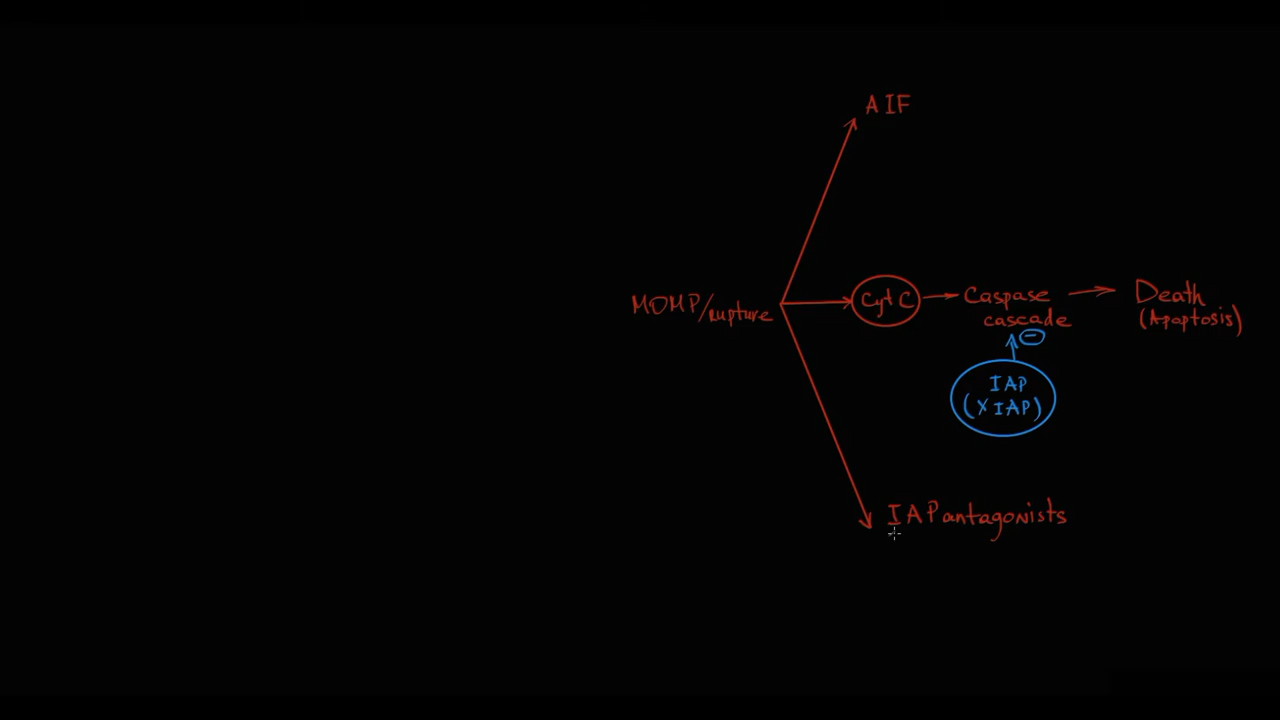 AIF
MOMP/rupture
Cyt C
Caspase
cascade
Death
(Apoptosis)
−
IAP
(XIAP)
IAP antagonists